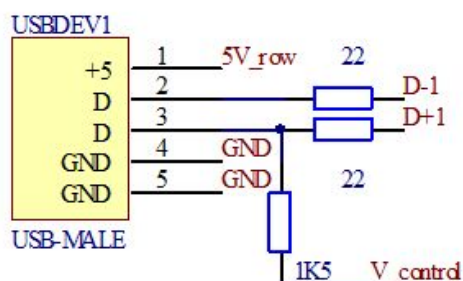 USBDEV1
+5 1 5V_row 22
D 2 D-1
D 3 D+1
GND 4 GND
GND 5 GND 22
USB-MALE
1K5 V_control